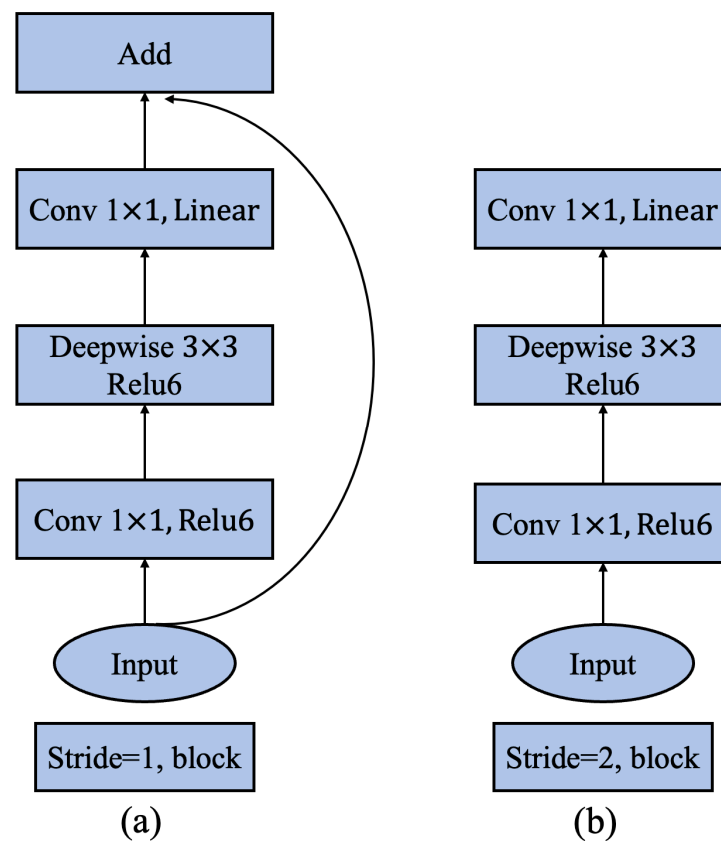 Add
Conv 1×1, Linear
Deepwise 3×3
Relu6
Conv 1×1, Relu6
Input
Stride=1, block
(a)
Conv 1×1, Linear
Deepwise 3×3
Relu6
Conv 1×1, Relu6
Input
Stride=2, block
(b)